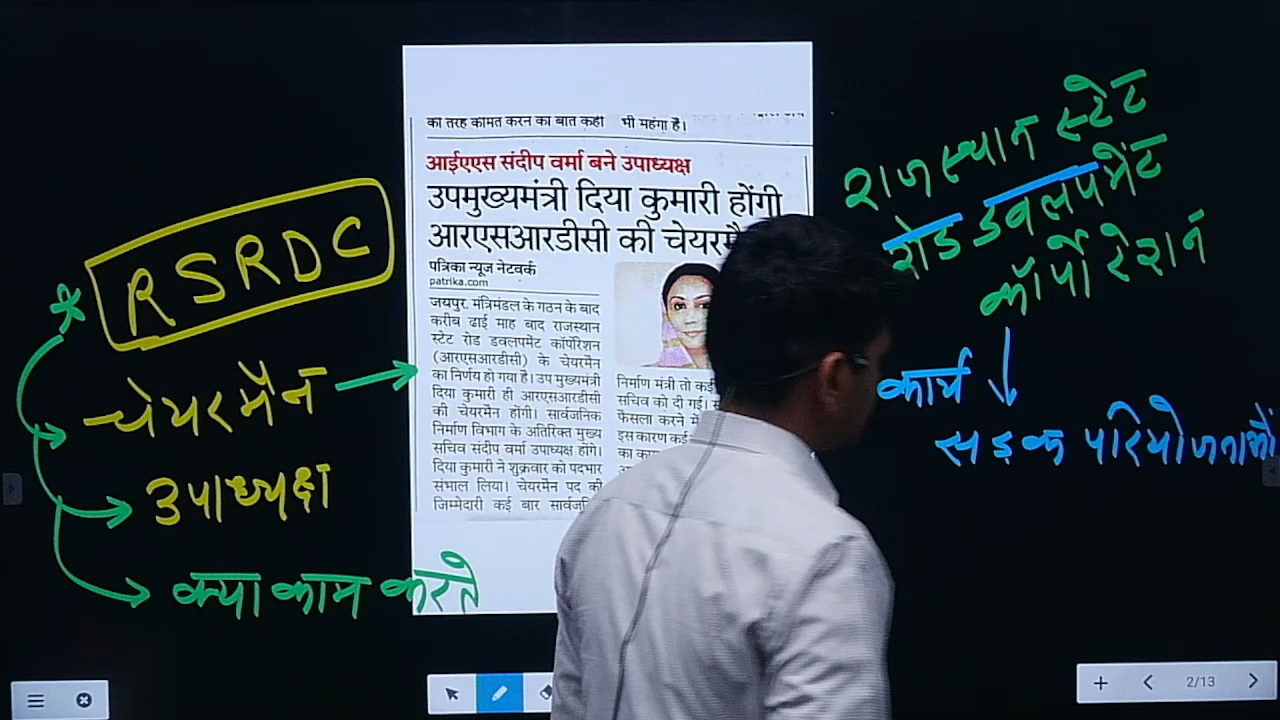 का तरह कामत करन का बात कही भी महंगा है।
आईएएस संदीप वर्मा बने उपाध्यक्ष
उपमुख्यमंत्री दिया कुमारी होंगी
आरएसआरडीसी की चेयरमैन
पत्रिका न्यूज नेटवर्क
patrika.com
जयपुर. मंत्रिमंडल के गठन के बाद
करीब ढाई माह बाद राजस्थान
स्टेट रोड डवलपमेंट कॉर्पोरेशन
(आरएसआरडीसी) के चेयरमैन
का निर्णय हो गया है। उप मुख्यमंत्री
दिया कुमारी ही आरएसआरडीसी
की चेयरमैन होंगी। सार्वजनिक
निर्माण विभाग के अतिरिक्त मुख्य
सचिव संदीप वर्मा उपाध्यक्ष होंगे।
दिया कुमारी ने शुक्रवार को पदभार
संभाल लिया। चेयरमैन पद की
जिम्मेदारी कई बार
निर्माण मंत्री तो कई
सचिव को दी गई।
फैसला करने में
इस कारण कई
RSRDC
चेयरमैन
उपाध्यक्ष
क्या काम करते
राजस्थान स्टेट
रोड डवलपमेंट
कॉर्पोरेशन
कार्य
सड़क परियोजनाओं
2/13